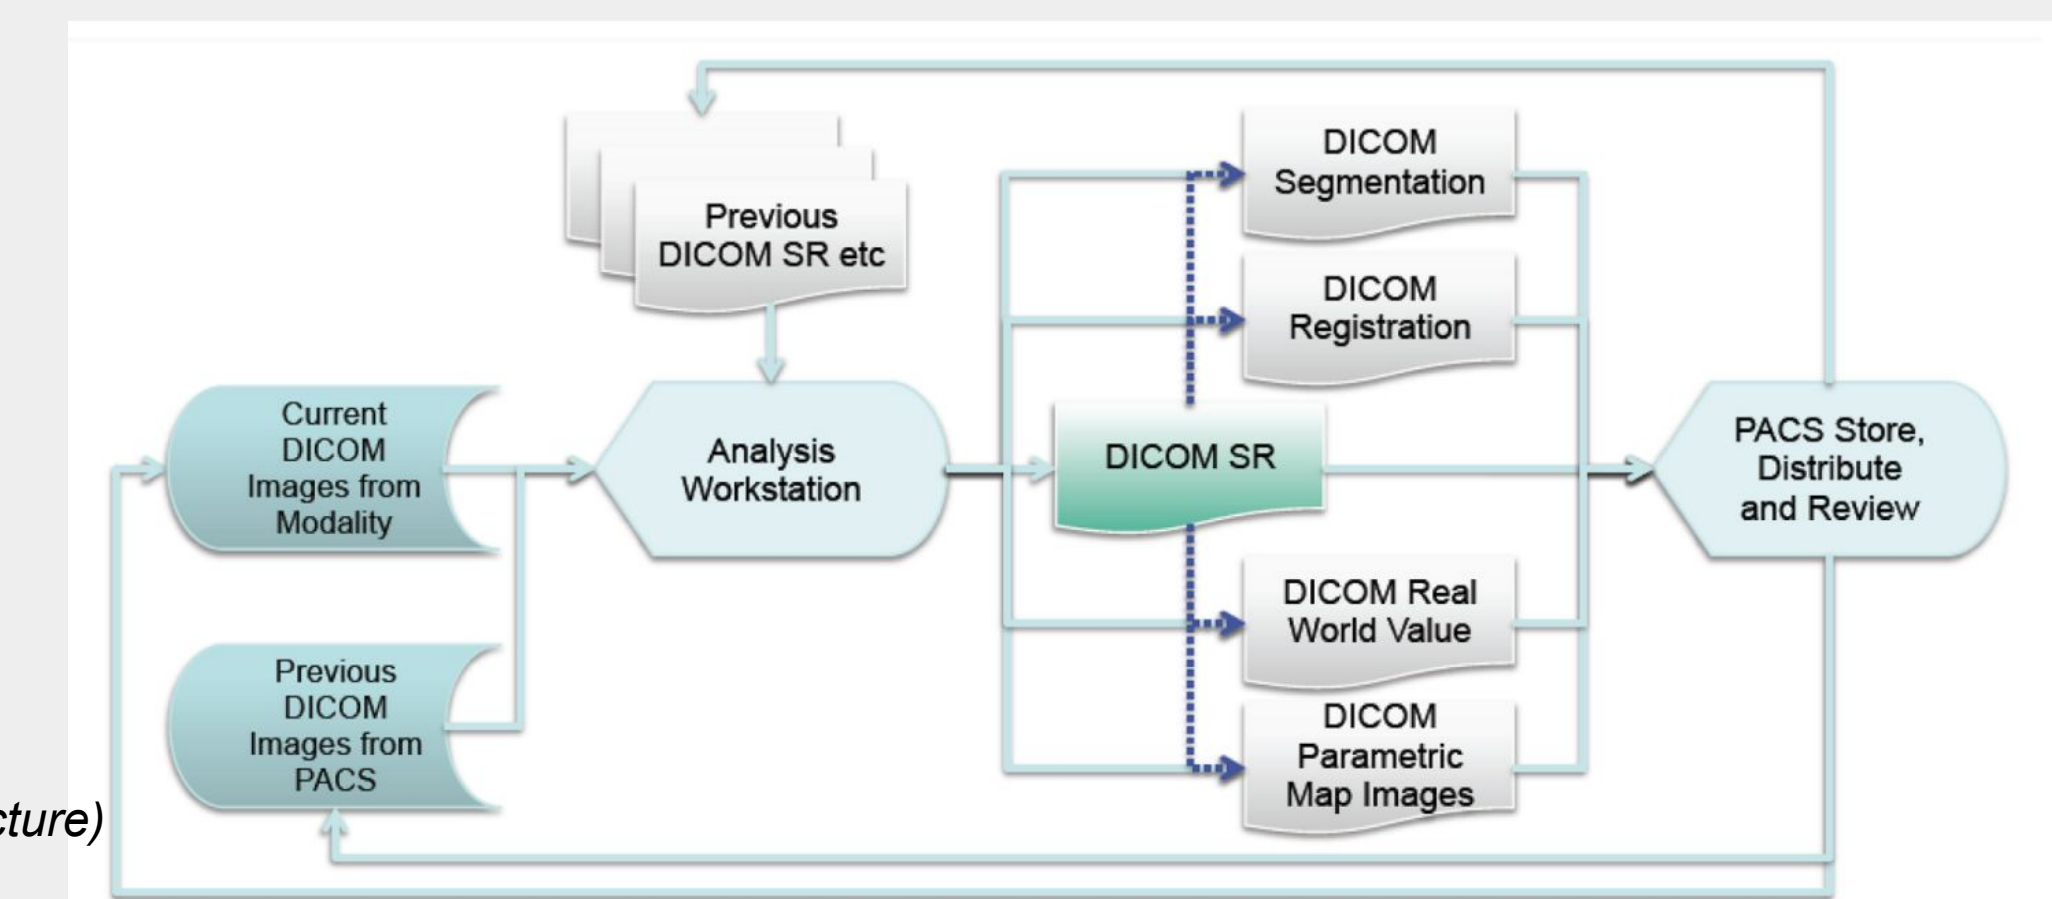 DICOM
Segmentation
Previous
DICOM SR etc
DICOM
Registration
Current
DICOM
Images from
Modality
Analysis
Workstation
DICOM SR
PACS Store,
Distribute
and Review
DICOM Real
World Value
Previous
DICOM
Images from
PACS
DICOM
Parametric
Map Images
cture)